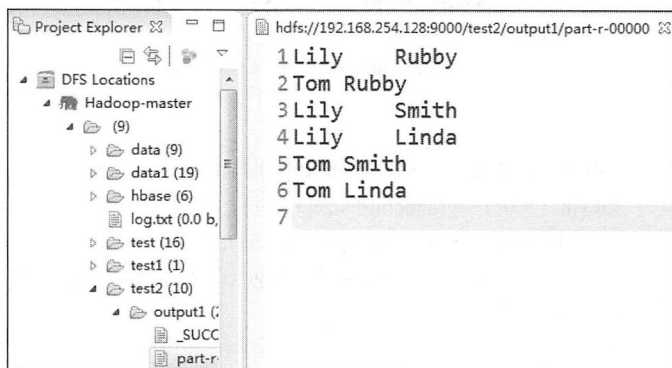 Project Explorer
DFS Locations
Hadoop-master
(9)
data (9)
data1 (19)
hbase (6)
log.txt (0.0 b,
test (16)
test1 (1)
test2 (10)
output1 (2
_SUCC
part-r-
hdfs://192.168.254.128:9000/test2/output1/part-r-00000
1 Lily Rubby
2 Tom Rubby
3 Lily Smith
4 Lily Linda
5 Tom Smith
6 Tom Linda
7